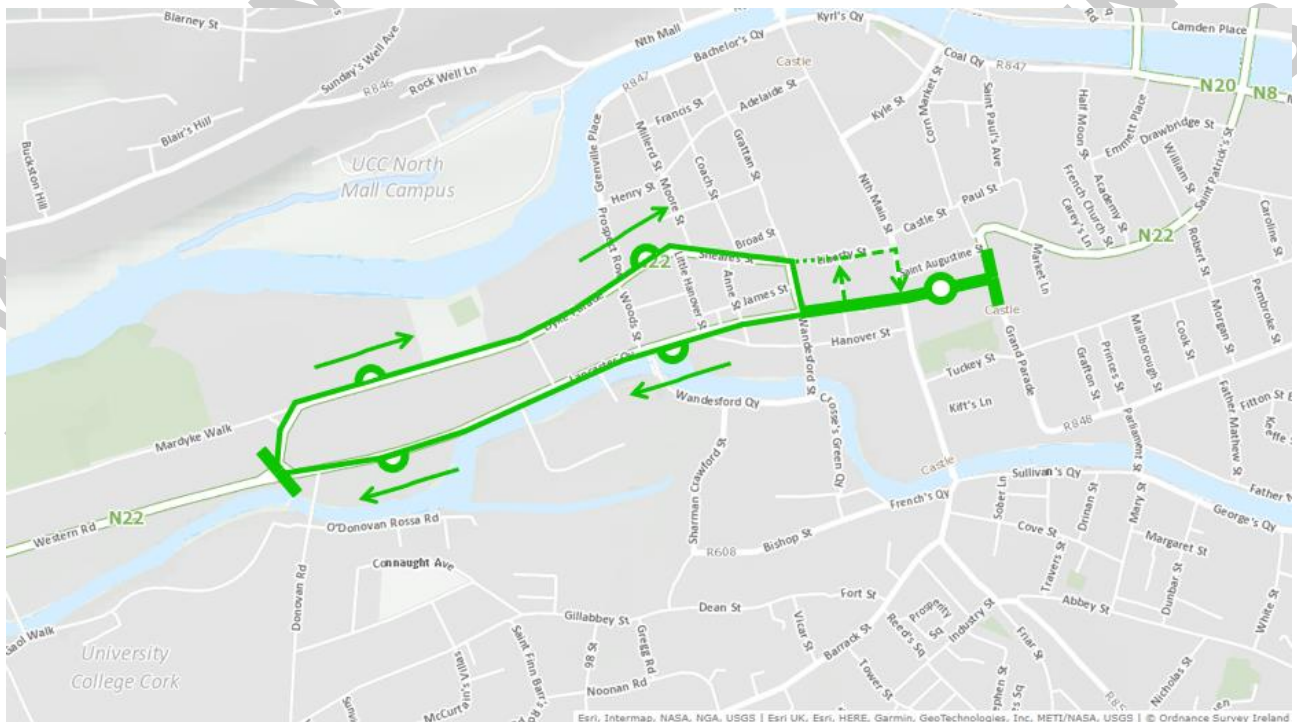 Blarney St
Sunday's Well Ave
R846
Rock Well Ln
Blair's Hill
Buckston Hill
UCC North
Mall Campus
Nth Mall
Bachelor's Qy
Kyrl's Qy
Castle
R847
Coal Qy
R847
Camden Place
Rd
N20
N8
Francis St
Adelaide St
Grenville Place
Millerd St
Coach St
Grattan St
Kyle St
Corn Market St
Saint Paul's Ave
Half Moon St
Emmett Place
Drawbridge St
William St
Saint Patrick's St
Henry St
Moore St
Prospect Row
Broad St
Nth Main St
Castle St
Paul St
French Church St
Carey's Ln
Academy St
N22
Caroline St
Sheares St
Liberty St
Saint Augustine St
Market Ln
Robert St
Pembroke St
Dyke Parade
Woods St
Little Hanover St
Anne St
James St
Wandesford St
Hanover St
Castle
Grand Parade
Lancaster Qy
Tuckey St
Kift's Ln
Grafton St
Princes St
Marlborough St
Cook St
Morgan St
Father Mathew St
Fitton St E
R848
Parliament St
Mardyke Walk
Wandesford Qy
Crosse's Green Qy
Sharman Crawford St
Castle
Sullivan's Qy
French's Qy
Sober Ln
Drinan St
Mary St
George's Qy
N22
Western Rd
O'Donovan Rossa Rd
Donovan Rd
Connaught Ave
R608
Bishop St
Cove St
Travers St
Margaret St
Dunbar St
White St
Abbey St
Gaol Walk
Gillabbey St
Dean St
Fort St
Vicar St
Barrack St
Reed's Sq
Prosperity
Sq
Industry St
Friar St
University
College Cork
Saint Finn Barr
98 St
Gregg Rd
Noonan Rd
Tower St
Nicholas St
Esri, Intermap, NASA, NGA, USGS | Esri UK, Esri, HERE, Garmin, GeoTechnologies, Inc, METI/NASA, USGS | © Ordnance Survey Ireland